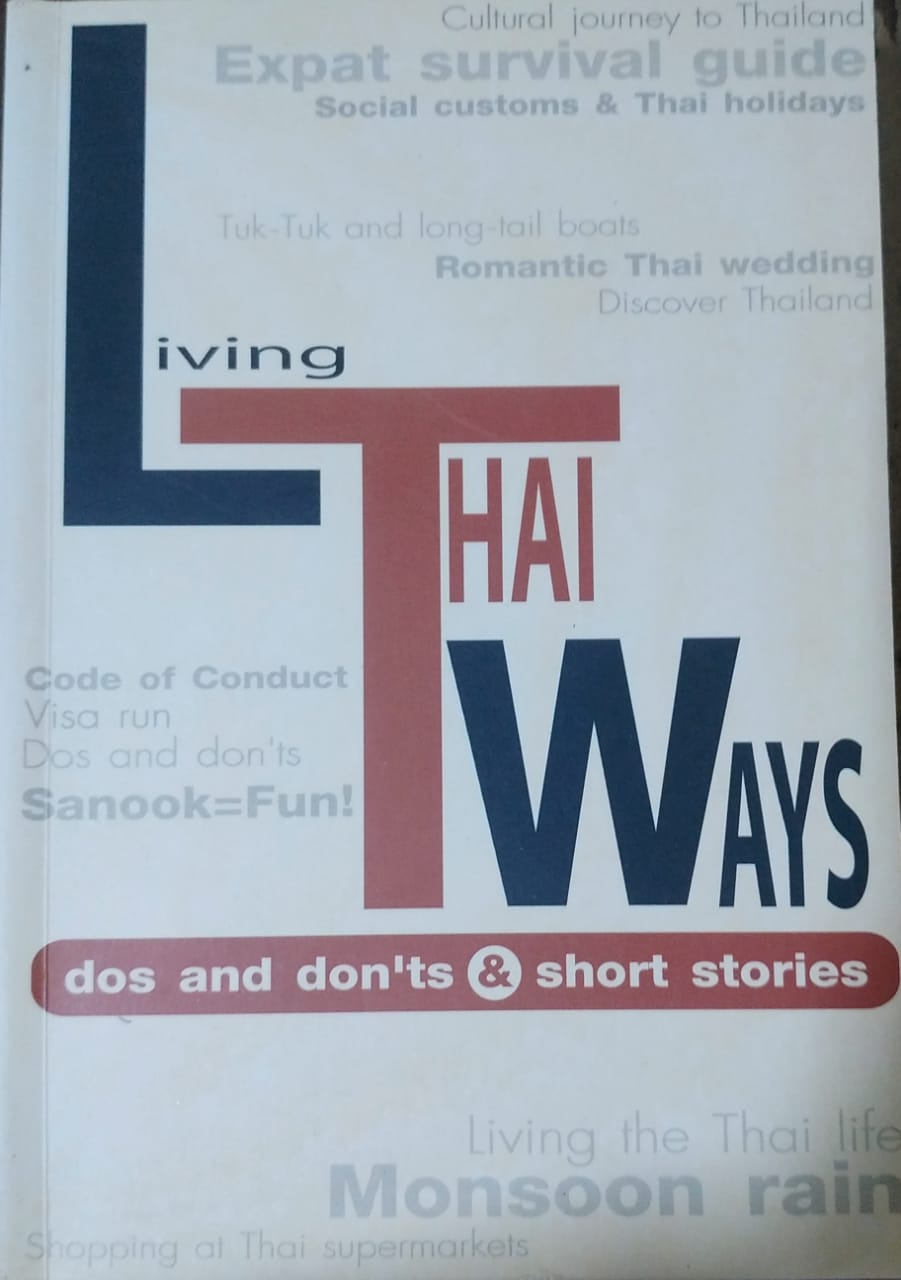 Cultural journey to Thailand
Expat survival guide
Social customs & Thai holidays
Tuk-Tuk and long-tail boats
Romantic Thai wedding
Discover Thailand
Living
THAI
WAYS
Code of Conduct
Visa run
Dos and don'ts
Sanook=Fun!
dos and don'ts & short stories
Living the Thai life
Monsoon rain
Shopping at Thai supermarkets